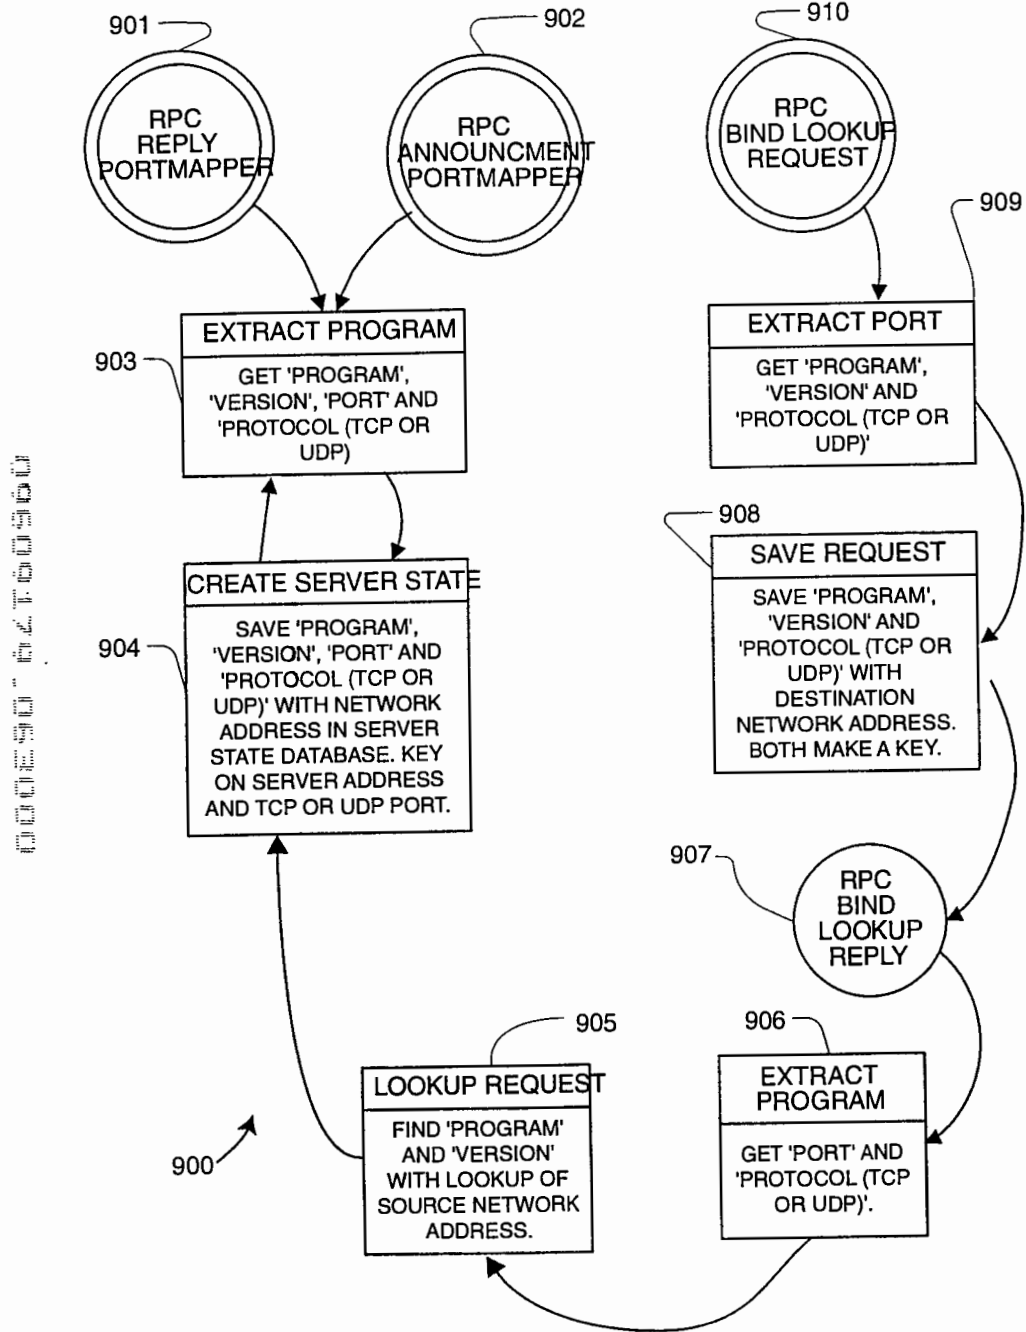 901
902
910
RPC
REPLY
PORTMAPPER
RPC
ANNOUNCMENT
PORTMAPPER
RPC
BIND LOOKUP
REQUEST
909
EXTRACT PROGRAM
903
GET 'PROGRAM',
'VERSION', 'PORT' AND
'PROTOCOL (TCP OR
UDP)
EXTRACT PORT
GET 'PROGRAM',
'VERSION' AND
'PROTOCOL (TCP OR
UDP)'
908
SAVE REQUEST
SAVE 'PROGRAM',
'VERSION' AND
'PROTOCOL (TCP OR
UDP)' WITH
DESTINATION
NETWORK ADDRESS.
BOTH MAKE A KEY.
CREATE SERVER STATE
904
SAVE 'PROGRAM',
'VERSION', 'PORT' AND
'PROTOCOL (TCP OR
UDP)' WITH NETWORK
ADDRESS IN SERVER
STATE DATABASE. KEY
ON SERVER ADDRESS
AND TCP OR UDP PORT.
907
RPC
BIND
LOOKUP
REPLY
905
LOOKUP REQUEST
FIND 'PROGRAM'
AND 'VERSION'
WITH LOOKUP OF
SOURCE NETWORK
ADDRESS.
906
EXTRACT
PROGRAM
GET 'PORT' AND
'PROTOCOL (TCP
OR UDP)'.
900